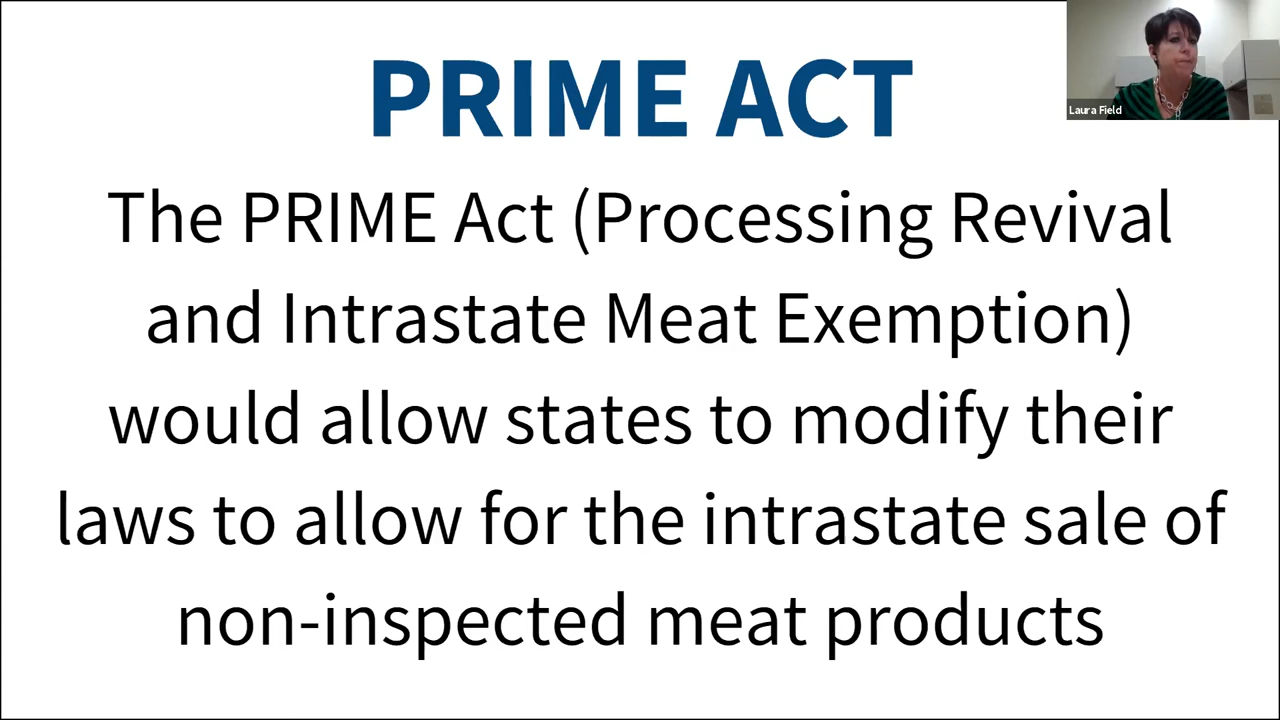 PRIME ACT
Laura Field
The PRIME Act (Processing Revival
and Intrastate Meat Exemption)
would allow states to modify their
laws to allow for the intrastate sale of
non-inspected meat products